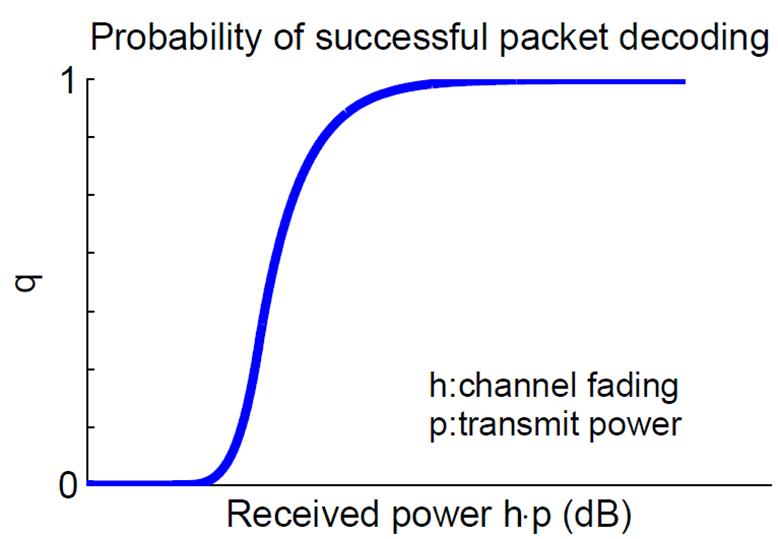 Probability of successful packet decoding
1
q
h:channel fading
p:transmit power
0
Received power h·p (dB)